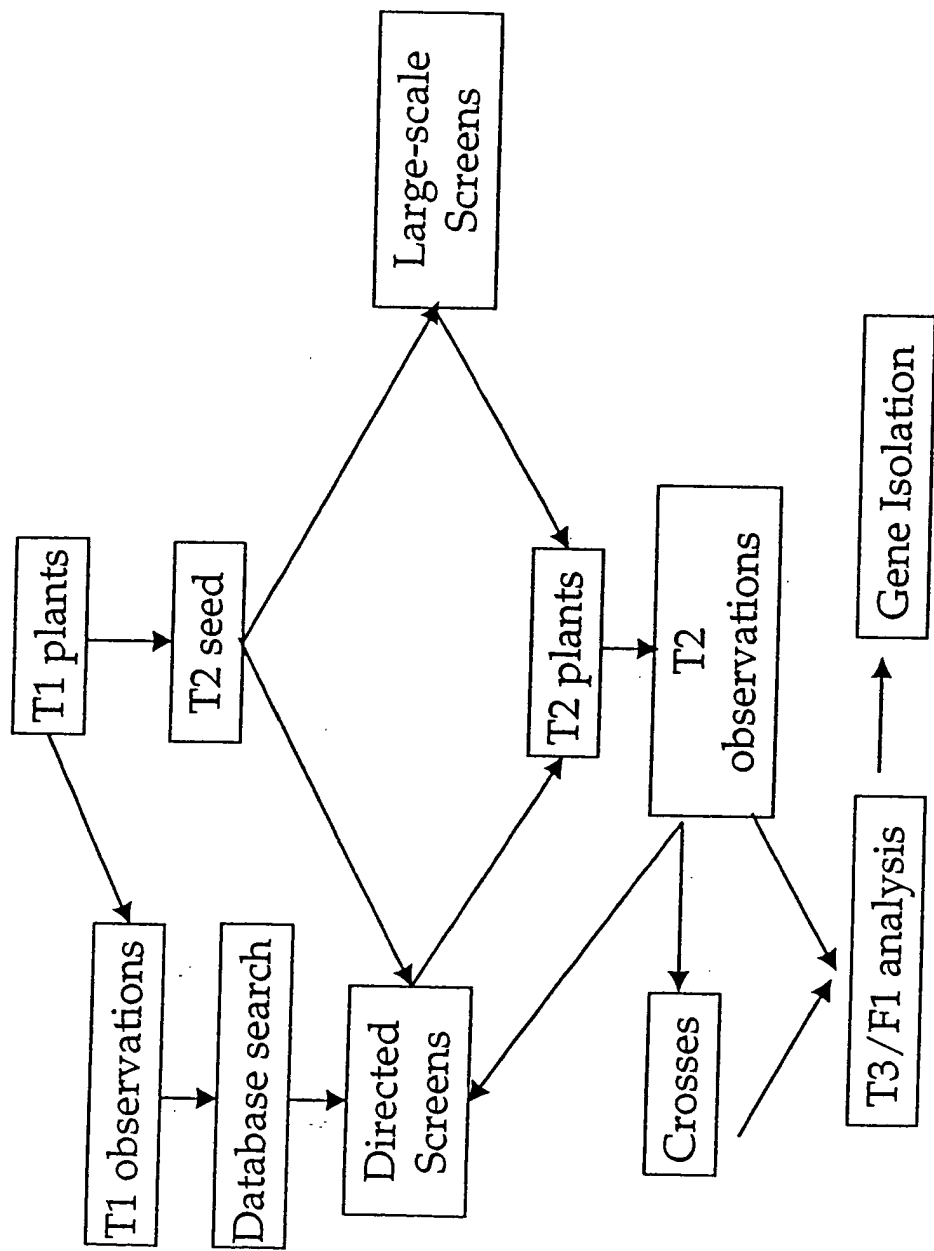 T1 plants
T1 observations
T2 seed
Database search
Directed
Screens
Large-scale
Screens
T2 plants
T2
observations
Crosses
T3/F1 analysis
Gene Isolation